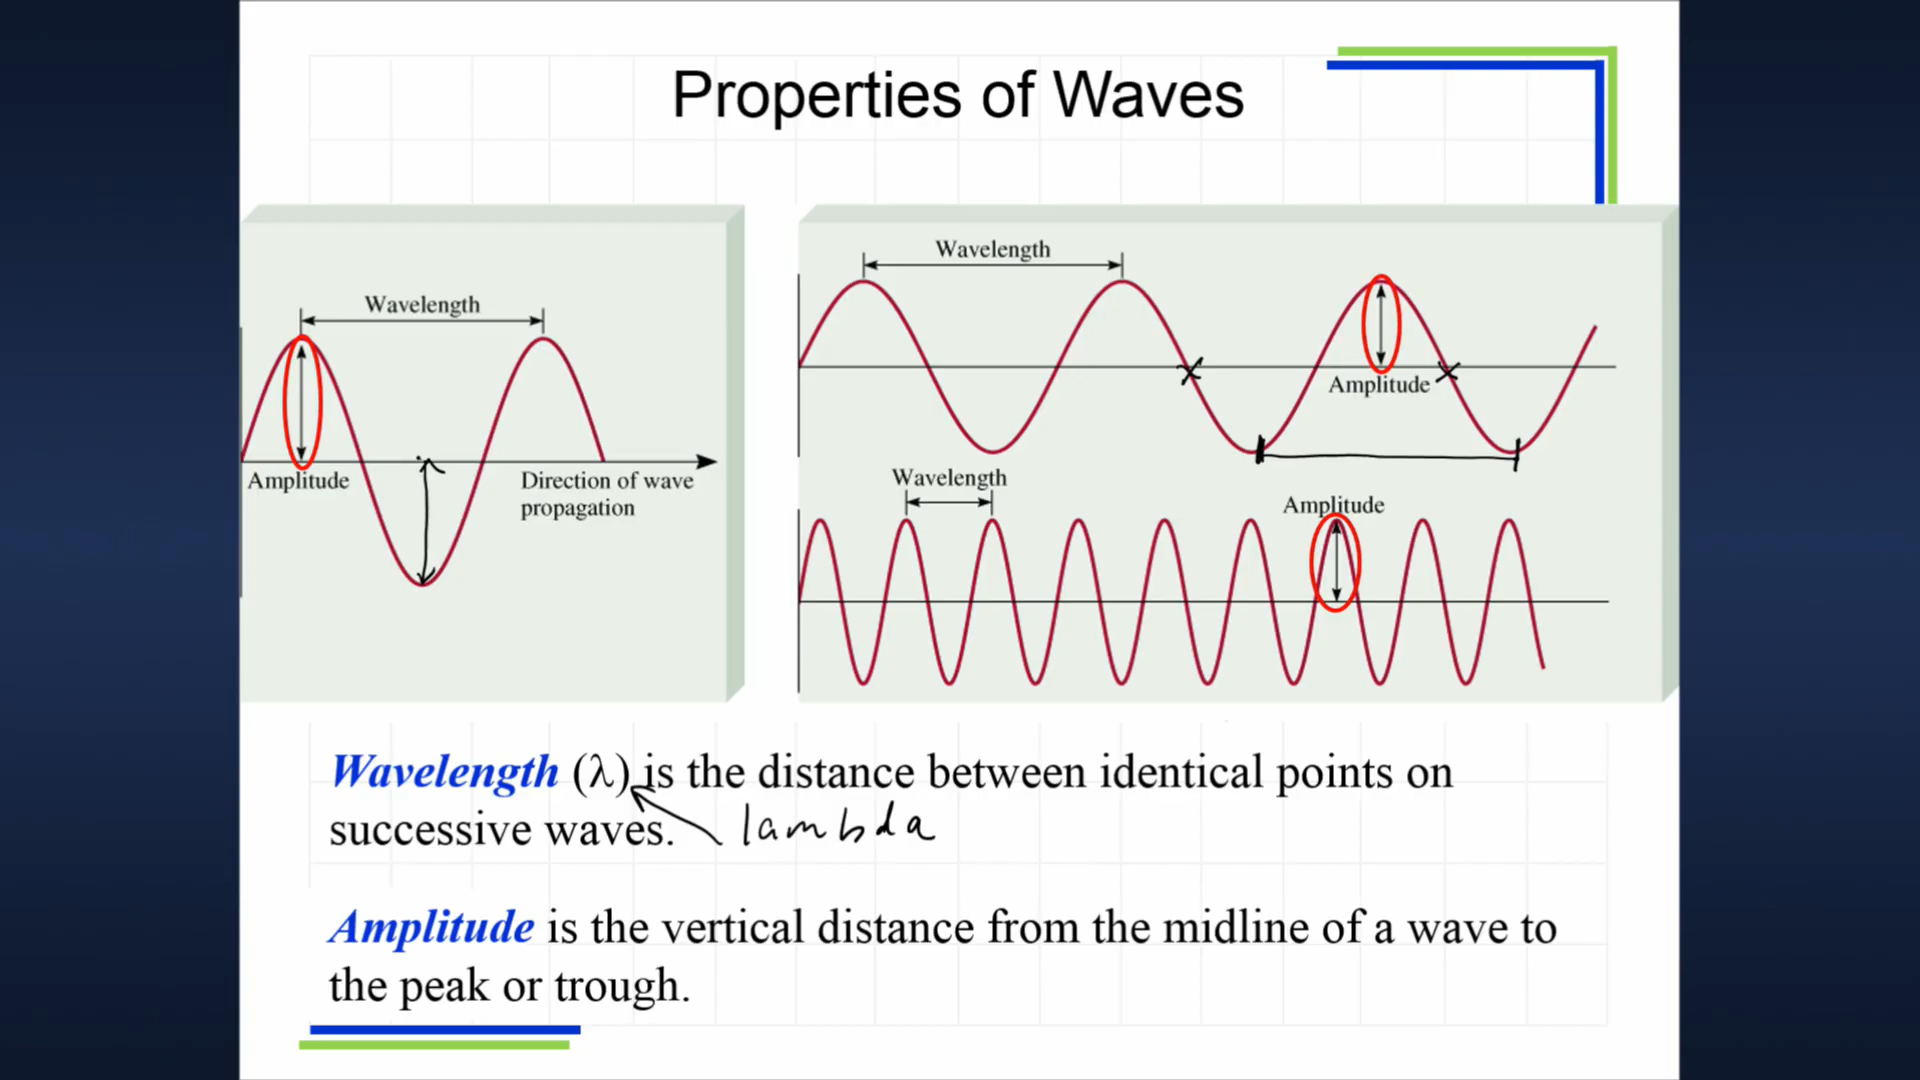 Properties of Waves
Wavelength
Amplitude
Direction of wave
propagation
Wavelength
Amplitude
Wavelength
Amplitude
Wavelength (λ) is the distance between identical points on
successive waves.
lambda
Amplitude is the vertical distance from the midline of a wave to
the peak or trough.